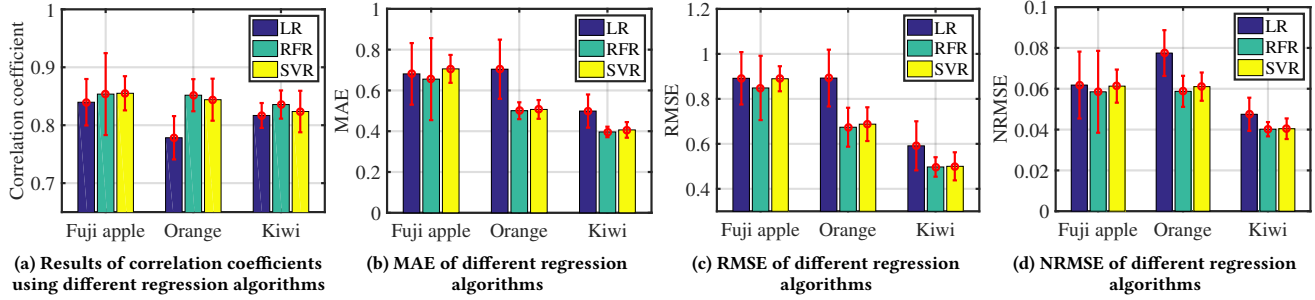 Correlation coefficient
1
0.9
0.8
0.7
LR
RFR
SVR
Fuji apple Orange Kiwi
(a) Results of correlation coefficients
using different regression algorithms
MAE
1
0.8
0.6
0.4
0.2
0
LR
RFR
SVR
Fuji apple Orange Kiwi
(b) MAE of different regression
algorithms
RMSE
1.2
1
0.8
0.6
0.4
LR
RFR
SVR
Fuji apple Orange Kiwi
(c) RMSE of different regression
algorithms
NRMSE
0.1
0.08
0.06
0.04
0.02
0
LR
RFR
SVR
Fuji apple Orange Kiwi
(d) NRMSE of different regression
algorithms